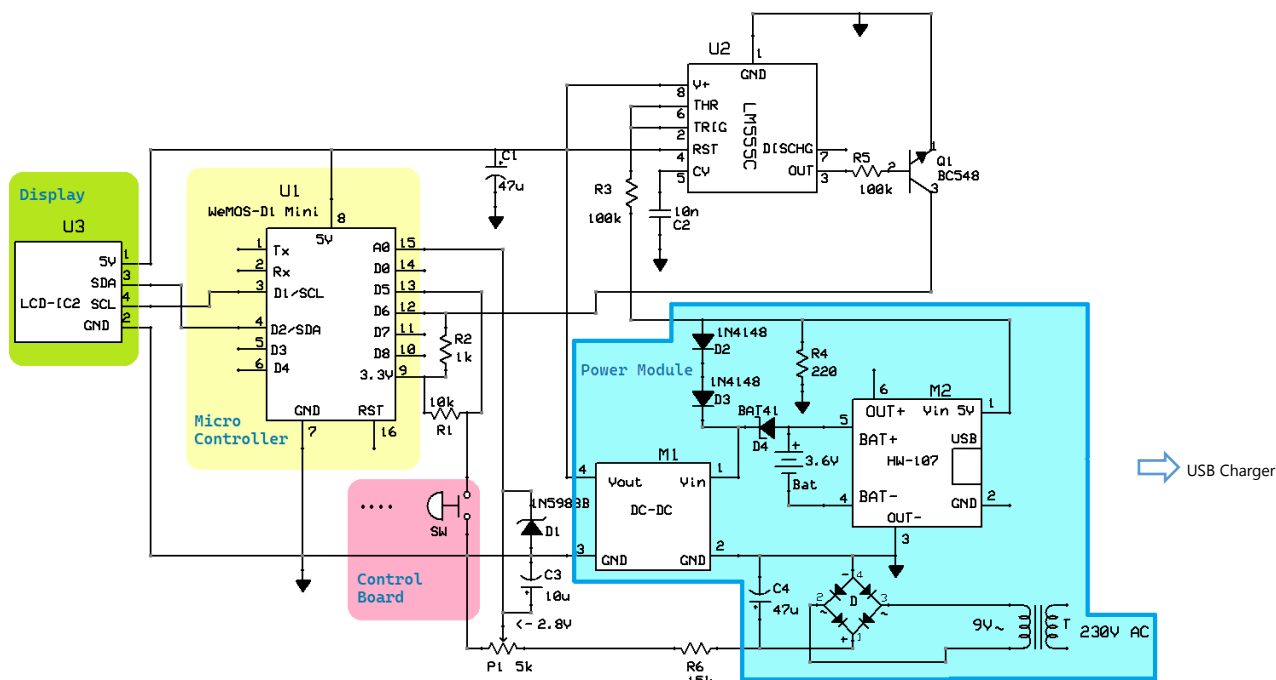 Display
U3
LCD-IC2
5V 1
SDA 3
SCL 4
GND 2
U1
WeMOS-D1 Mini
8
5V
1 Tx
2 Rx
3 D1/SCL
4 D2/SDA
5 D3
6 D4
A0 15
D0 14
D5 13
D6 12
D7 11
D8 10
3.3V 9
GND
7
RST
16
Micro
Controller
R2
1k
10k
R1
C1
47u
U2
LM555C
1
GND
V+
8
THR
6
TRIG
2
RST
4
CV
5
DISCHG
7
OUT
3
R3
100k
10n
C2
R5
100k
2
1
Q1
BC548
3
Power Module
1N4148
D2
1N4148
D3
R4
220
BAT41
D4
3.6V
Bat
M2
HW-107
6
OUT+
Vin 5V 1
5
BAT+
USB
4
BAT-
GND 2
OUT-
3
M1
DC-DC
4
Vout
Vin
1
3
GND
GND
2
....
SW
Control
Board
1N5988B
D1
C3
10u
<-2.8V
P1 5k
R6
C4
47u
- 4
2
~
D
3
~
+ 1
9V~
T
230V AC
USB Charger